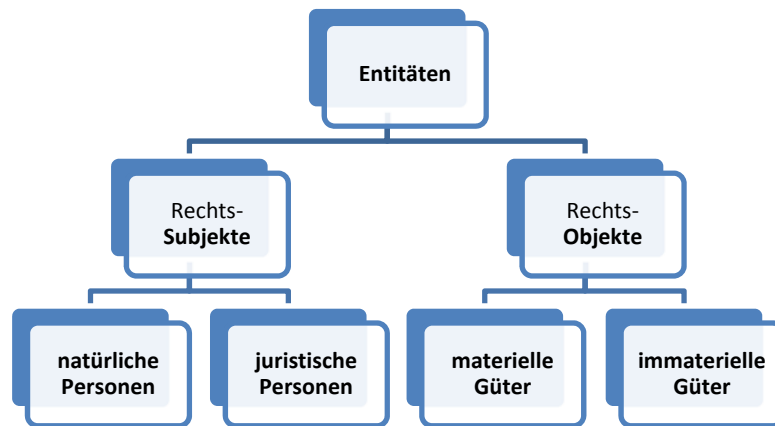 Entitäten
Rechts-
Subjekte
Rechts-
Objekte
natürliche
Personen
juristische
Personen
materielle
Güter
immaterielle
Güter